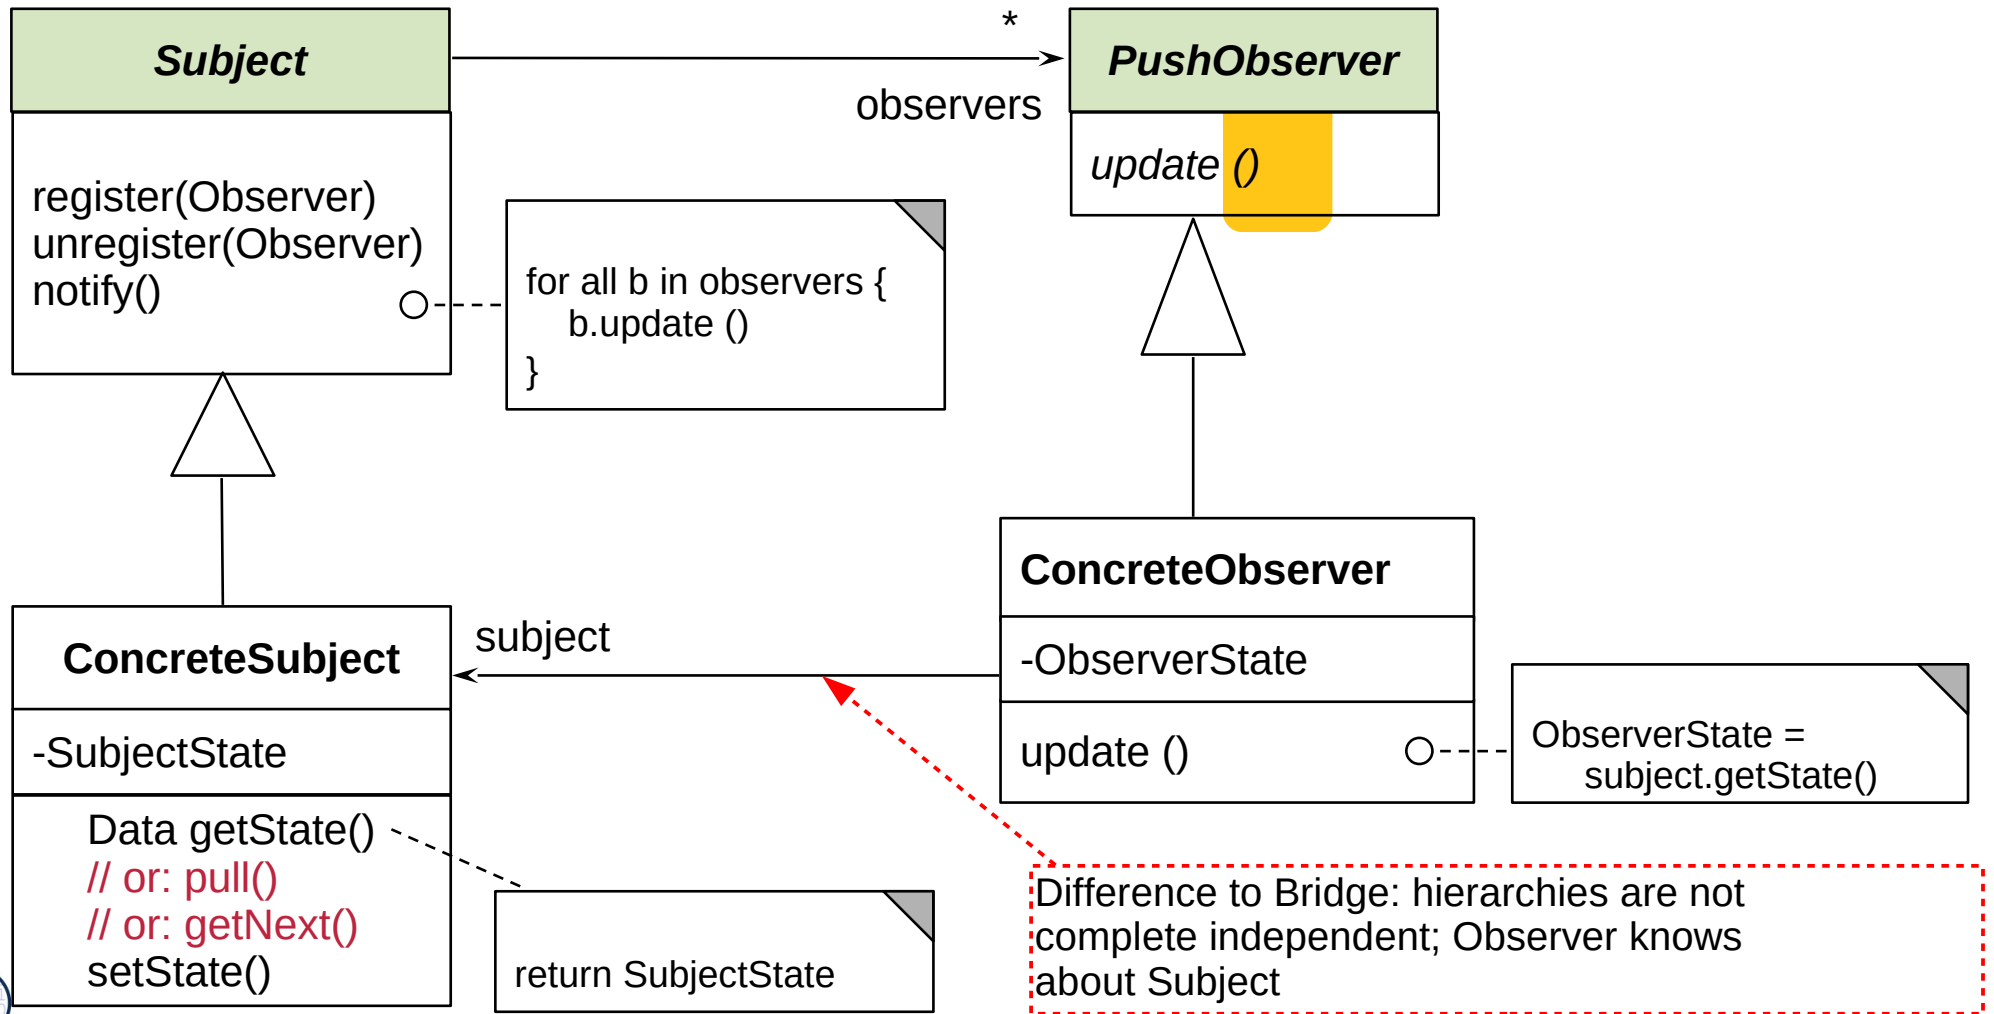 Subject
*
PushObserver
observers
update ()
register(Observer)
unregister(Observer)
notify()
for all b in observers {
b.update ()
}
ConcreteObserver
-ObserverState
update ()
subject
ConcreteSubject
-SubjectState
Data getState()
// or: pull()
// or: getNext()
setState()
ObserverState =
subject.getState()
return SubjectState
Difference to Bridge: hierarchies are not
complete independent; Observer knows
about Subject